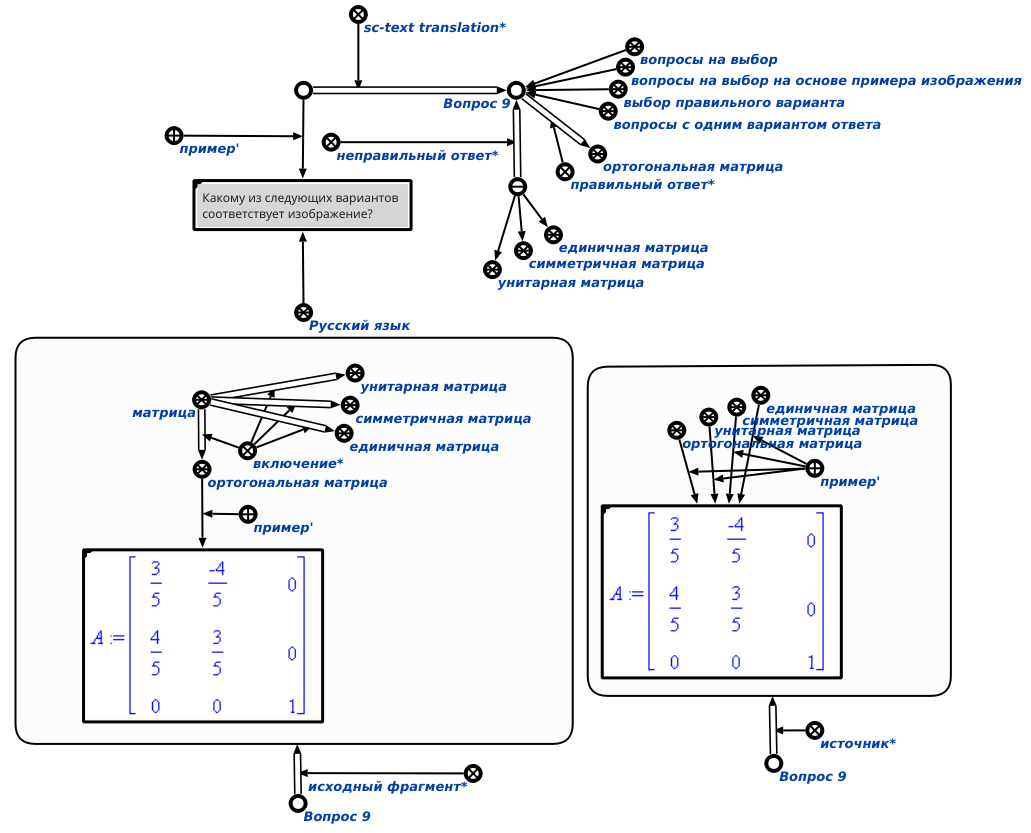 sc-text translation*
вопросы на выбор
вопросы на выбор на основе примера изображения
Вопрос 9
выбор правильного варианта
вопросы с одним вариантом ответа
пример'
неправильный ответ*
ортогональная матрица
правильный ответ*
Какому из следующих вариантов
соответствует изображение?
единичная матрица
симметричная матрица
унитарная матрица
Русский язык
унитарная матрица
матрица
симметричная матрица
единичная матрица
включение*
ортогональная матрица
пример'
A := [ 3/5 -4/5 0
4/5 3/5 0
0 0 1 ]
исходный фрагмент*
Вопрос 9
единичная матрица
симметричная матрица
унитарная матрица
ортогональная матрица
пример'
A := [ 3/5 -4/5 0
4/5 3/5 0
0 0 1 ]
источник*
Вопрос 9